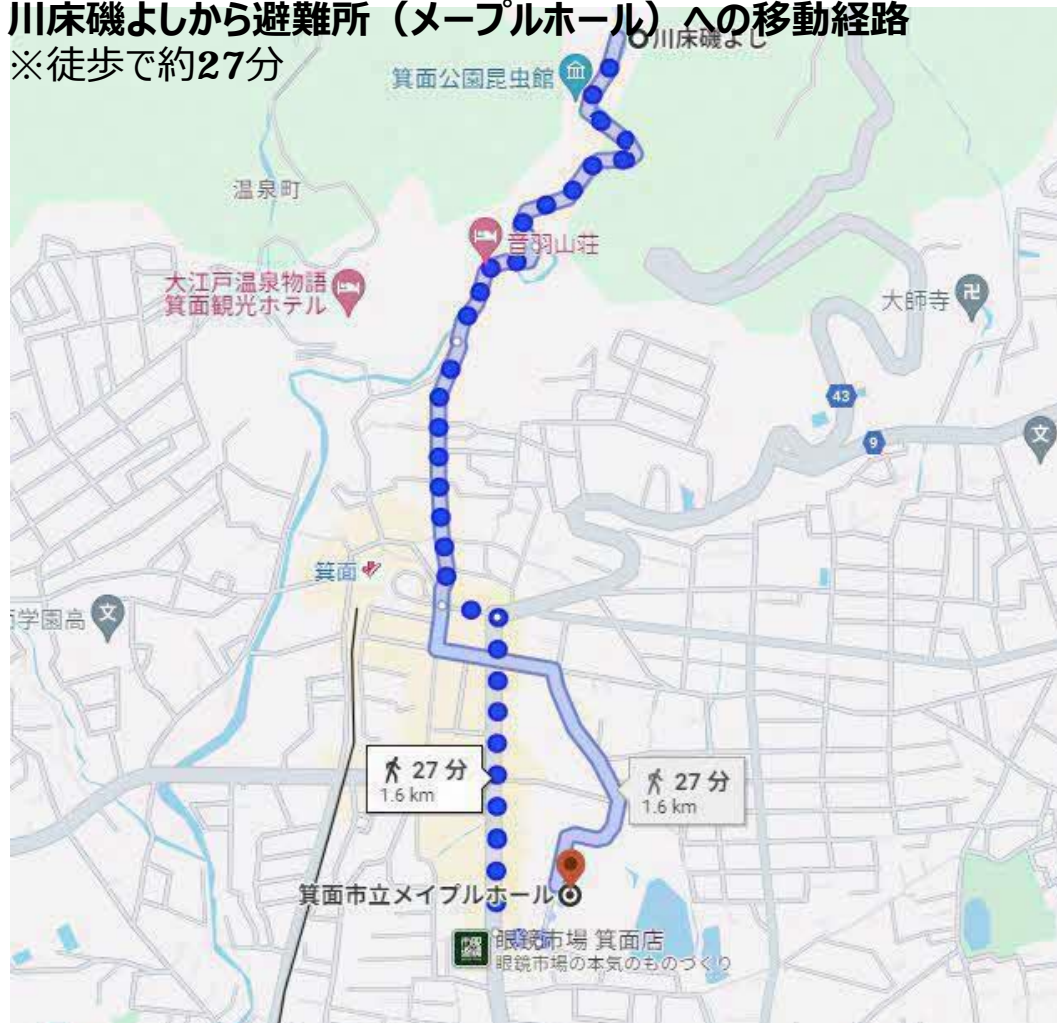 川床磯よしから避難所（メープルホール）への移動経路
※徒歩で約27分
川床磯よし
箕面公園昆虫館
温泉町
音羽山荘
大江戸温泉物語
箕面観光ホテル
大師寺
卍
43
9
文
箕面
学園高
文
27 分
1.6 km
27 分
1.6 km
箕面市立メイプルホール
眼鏡市場 箕面店
眼鏡市場の本気のものづくり